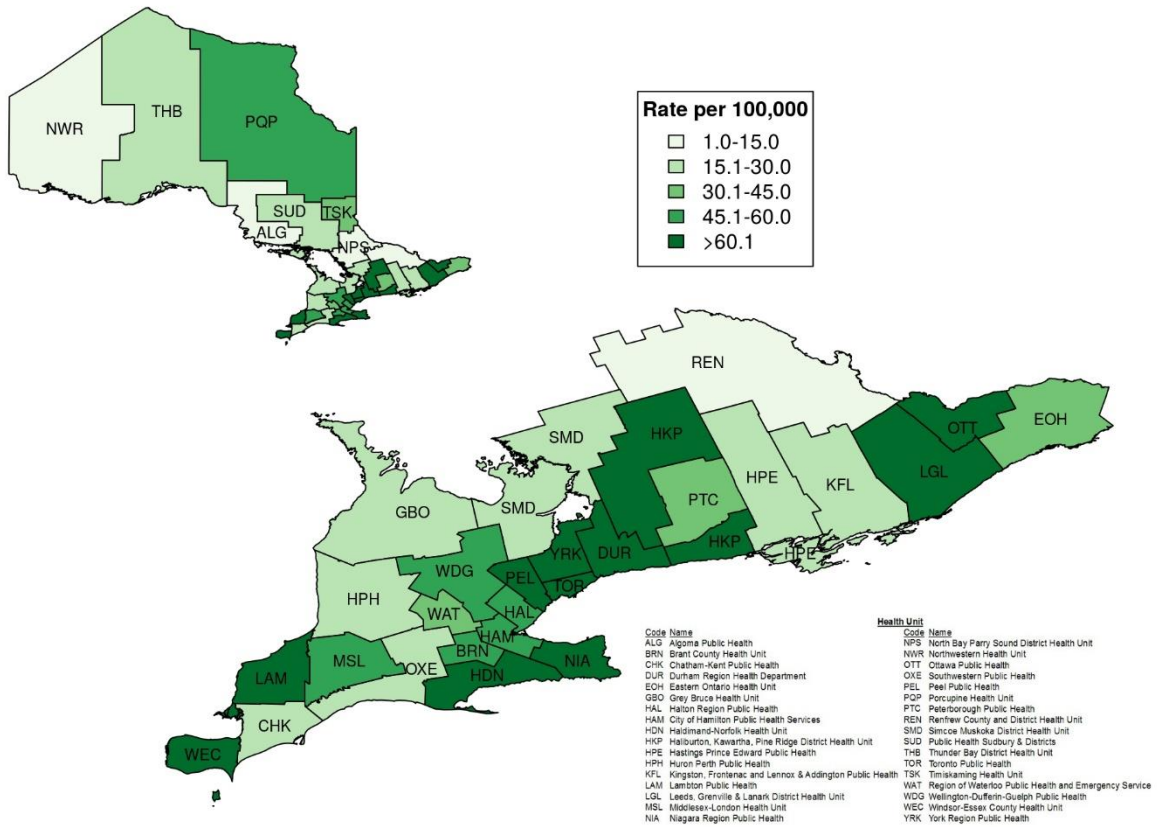 NWR
THB
PQP
SUD
TSK
ALG
NPS
Rate per 100,000
1.0-15.0
15.1-30.0
30.1-45.0
45.1-60.0
>60.1
REN
SMD
HKP
OTT
EOH
LGL
HPE
KFL
PTC
GBO
SMD
YRK
DUR
HKP
HPE
WDG
PEL
TOR
HPH
WAT
HAL
HAM
MSL
OXE
BRN
NIA
LAM
HDN
CHK
WEC
Health Unit
Code Name
ALG Algoma Public Health
BRN Brant County Health Unit
CHK Chatham-Kent Public Health
DUR Durham Region Health Department
EOH Eastern Ontario Health Unit
GBO Grey Bruce Health Unit
HAL Halton Region Public Health
HAM City of Hamilton Public Health Services
HDN Haldimand-Norfolk Health Unit
HKP Haliburton, Kawartha, Pine Ridge District Health Unit
HPE Hastings Prince Edward Public Health
HPH Huron Perth Public Health
KFL Kingston, Frontenac and Lennox & Addington Public Health
LAM Lambton Public Health
LGL Leeds, Grenville & Lanark District Health Unit
MSL Middlesex-London Health Unit
NIA Niagara Region Public Health
Code Name
NPS North Bay Parry Sound District Health Unit
NWR Northwestern Health Unit
OTT Ottawa Public Health
OXE Southwestern Public Health
PEL Peel Public Health
PQP Porcupine Health Unit
PTC Peterborough Public Health
REN Renfrew County and District Health Unit
SMD Simcoe Muskoka District Health Unit
SUD Public Health Sudbury & Districts
THB Thunder Bay District Health Unit
TOR Toronto Public Health
TSK Timiskaming Health Unit
WAT Region of Waterloo Public Health and Emergency Service
WDG Wellington-Dufferin-Guelph Public Health
WEC Windsor-Essex County Health Unit
YRK York Region Public Health